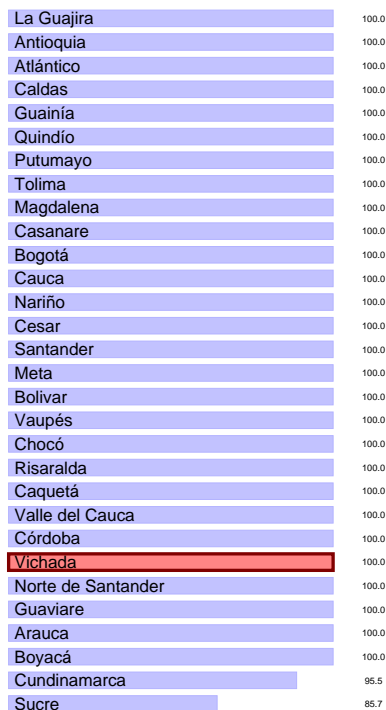 La Guajira 100.0
Antioquia 100.0
Atlántico 100.0
Caldas 100.0
Guainía 100.0
Quindío 100.0
Putumayo 100.0
Tolima 100.0
Magdalena 100.0
Casanare 100.0
Bogotá 100.0
Cauca 100.0
Nariño 100.0
Cesar 100.0
Santander 100.0
Meta 100.0
Bolivar 100.0
Vaupés 100.0
Chocó 100.0
Risaralda 100.0
Caquetá 100.0
Valle del Cauca 100.0
Córdoba 100.0
Vichada 100.0
Norte de Santander 100.0
Guaviare 100.0
Arauca 100.0
Boyacá 100.0
Cundinamarca 95.5
Sucre 85.7